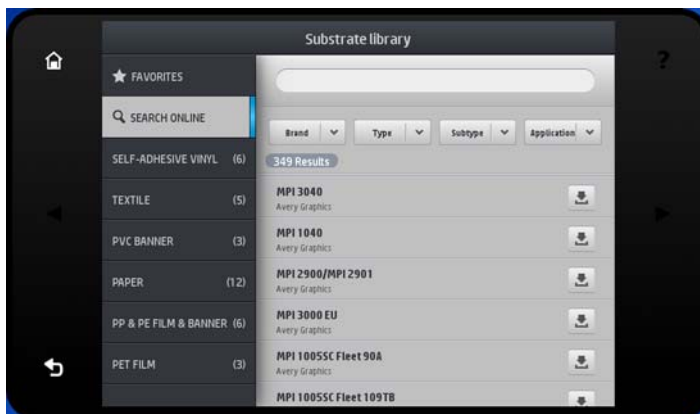 Substrate library
?
FAVORITES
SEARCH ONLINE
SELF-ADHESIVE VINYL (6)
TEXTILE (5)
PVC BANNER (3)
PAPER (12)
PP & PE FILM & BANNER (6)
PET FILM (3)
Brand Type Subtype Application
349 Results
MPI 3040
Avery Graphics
MPI 1040
Avery Graphics
MPI 2900/MPI 2901
Avery Graphics
MPI 3000 EU
Avery Graphics
MPI 1005SC Fleet 90A
Avery Graphics
MPI 1005SC Fleet 109TB